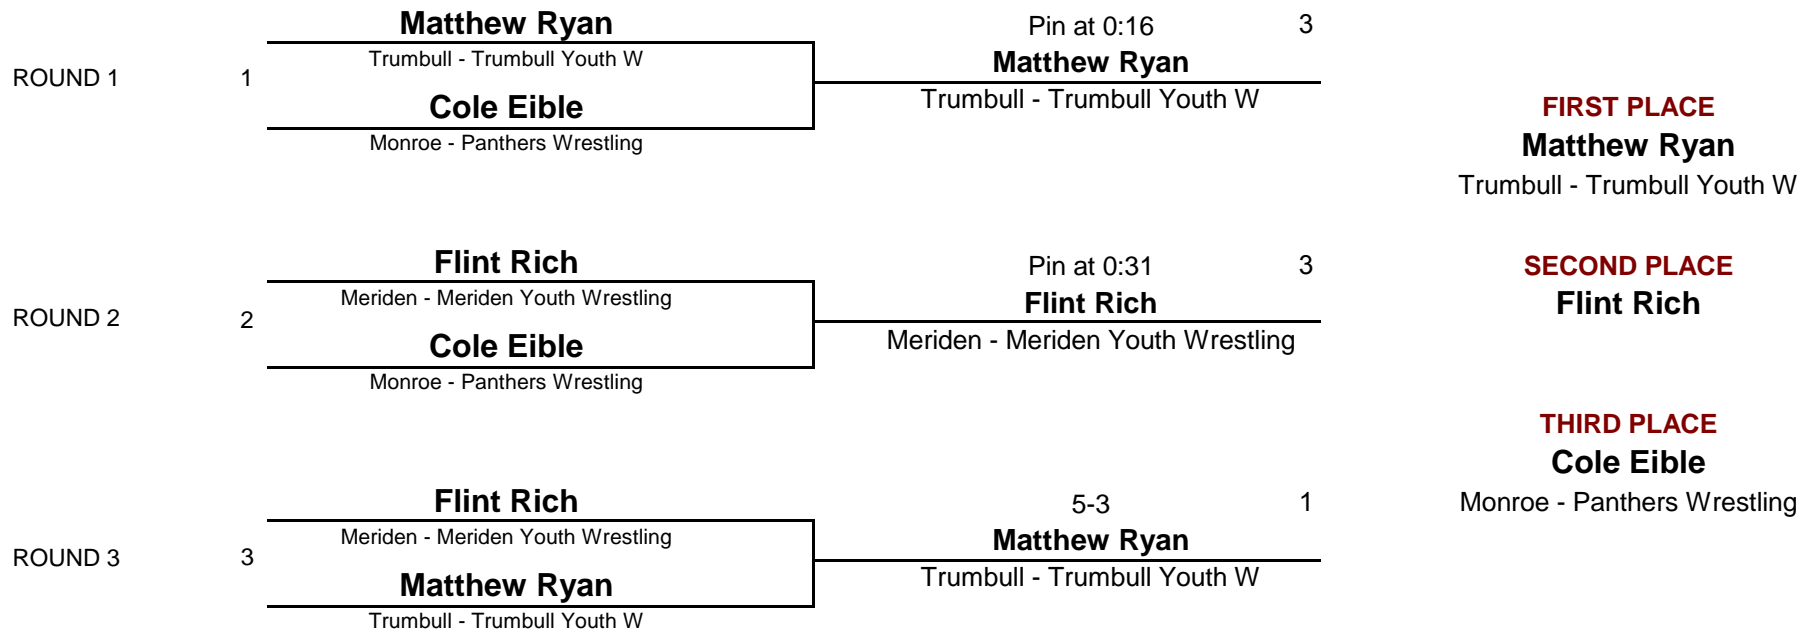 Matthew Ryan
Trumbull - Trumbull Youth W
ROUND 1
1
Cole Eible
Monroe - Panthers Wrestling
Pin at 0:16
3
Matthew Ryan
Trumbull - Trumbull Youth W
Flint Rich
Meriden - Meriden Youth Wrestling
ROUND 2
2
Cole Eible
Monroe - Panthers Wrestling
Pin at 0:31
3
Flint Rich
Meriden - Meriden Youth Wrestling
Flint Rich
Meriden - Meriden Youth Wrestling
ROUND 3
3
Matthew Ryan
Trumbull - Trumbull Youth W
5-3
1
Matthew Ryan
Trumbull - Trumbull Youth W
FIRST PLACE
Matthew Ryan
Trumbull - Trumbull Youth W
SECOND PLACE
Flint Rich
THIRD PLACE
Cole Eible
Monroe - Panthers Wrestling